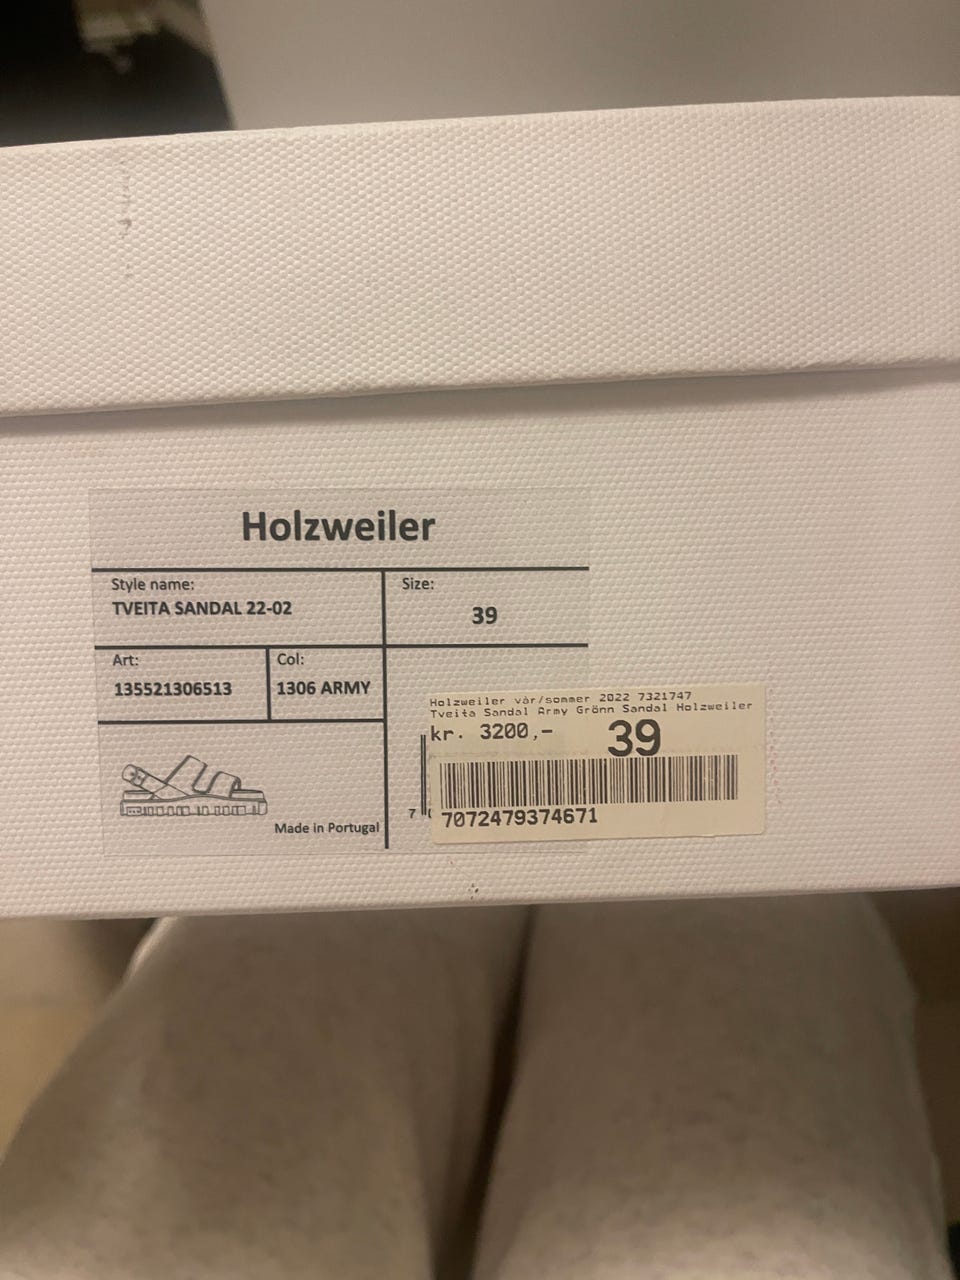 Holzweiler
Style name:
TVEITA SANDAL 22-02
Size:
39
Art:
135521306513
Col:
1306 ARMY
Made in Portugal
Holzweiler vår/sommer 2022 7321747
Tveita Sandal Army Grönn Sandal Holzweiler
kr. 3200,-
39
7
7072479374671